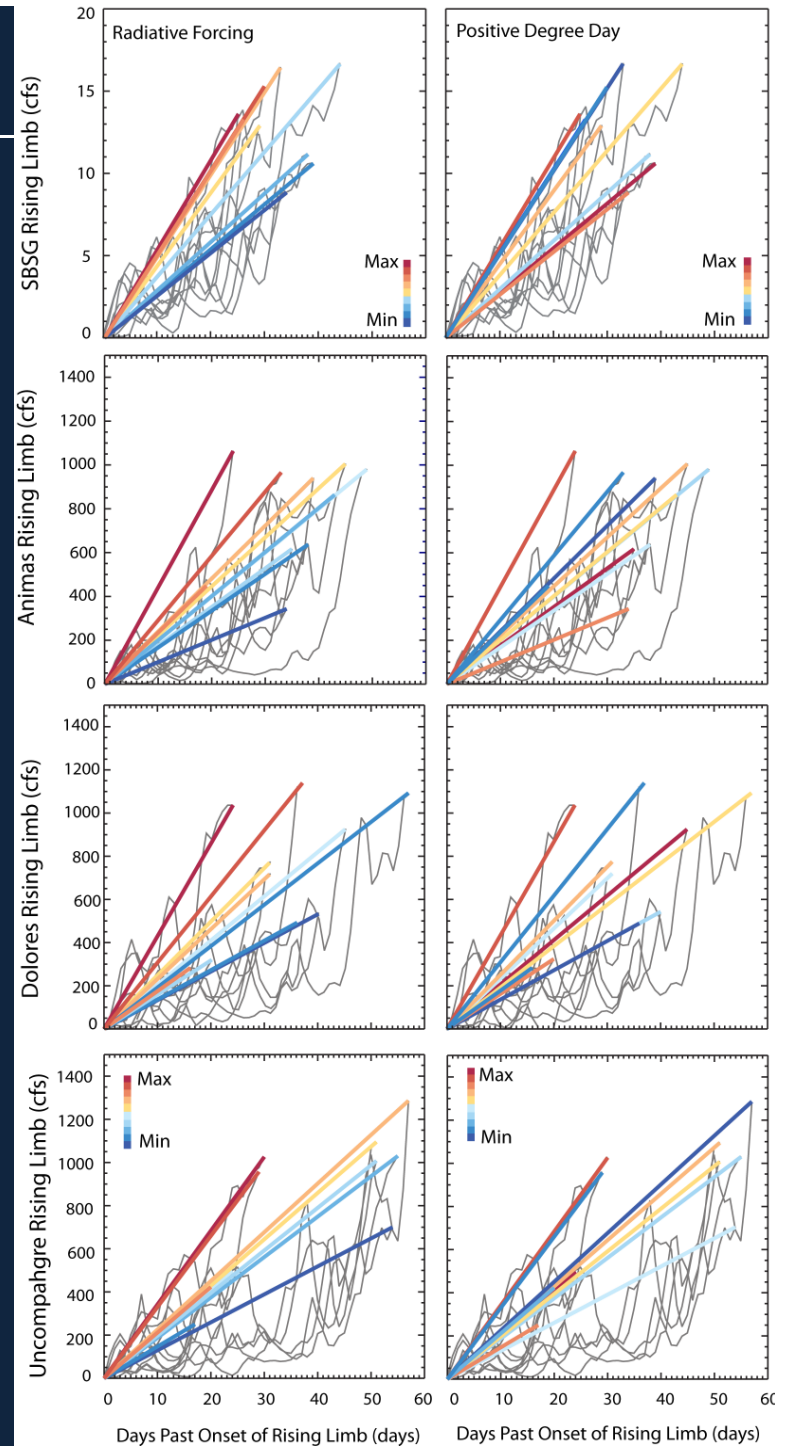 Radiative Forcing
Positive Degree Day
SBSG Rising Limb (cfs)
20
15
10
5
0
Max
Min
Max
Min
Animas Rising Limb (cfs)
1400
1200
1000
800
600
400
200
0
Dolores Rising Limb (cfs)
1400
1200
1000
800
600
400
200
0
Uncompahgre Rising Limb (cfs)
1400
1200
1000
800
600
400
200
0
Max
Min
Max
Min
0 10 20 30 40 50 60
0 10 20 30 40 50 60
Days Past Onset of Rising Limb (days)
Days Past Onset of Rising Limb (days)